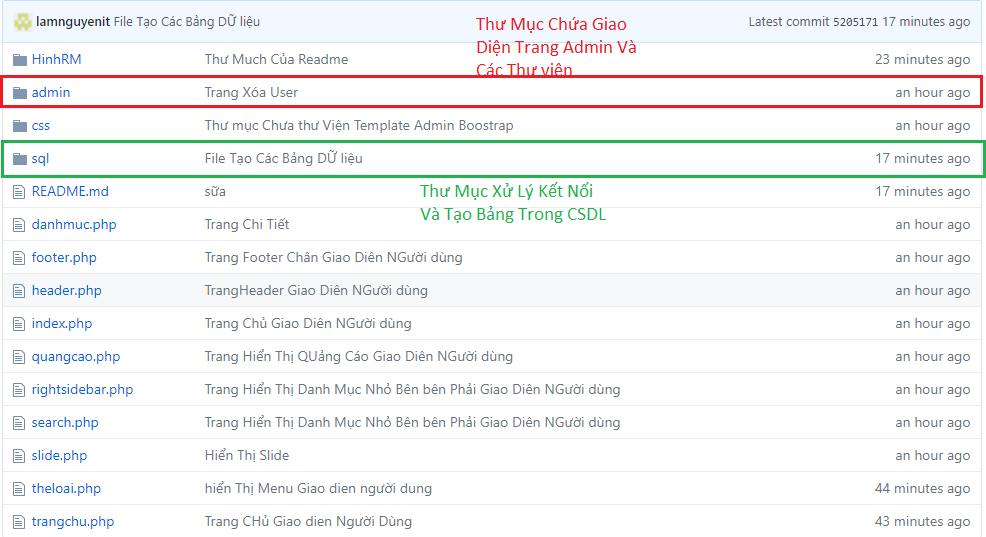 lamnguyenit File Tạo Các Bảng DỮ liệu Latest commit 5205171 17 minutes ago
Thư Mục Chứa Giao
Diện Trang Admin Và
Các Thư viện
HinhRM Thư Much Của Readme 23 minutes ago
admin Trang Xóa User an hour ago
css Thư mục Chưa thư Viện Template Admin Boostrap an hour ago
sql File Tạo Các Bảng DỮ liệu 17 minutes ago
README.md sữa 17 minutes ago
Thư Mục Xử Lý Kết Nối
Và Tạo Bảng Trong CSDL
danhmuc.php Trang Chi Tiết an hour ago
footer.php Trang Footer Chân Giao Diên NGười dùng an hour ago
header.php TrangHeader Giao Diên NGười dùng an hour ago
index.php Trang Chủ Giao Diên NGười dùng an hour ago
quangcao.php Trang Hiển Thị QUảng Cáo Giao Diên NGười dùng an hour ago
rightsidebar.php Trang Hiển Thị Danh Mục Nhỏ Bên bên Phải Giao Diên NGười dùng an hour ago
search.php Trang Hiển Thị Danh Mục Nhỏ Bên bên Phải Giao Diên NGười dùng an hour ago
slide.php Hiển Thị Slide an hour ago
theloai.php hiển Thị Menu Giao dien người dung 44 minutes ago
trangchu.php Trang CHủ Giao dien Người Dùng 43 minutes ago